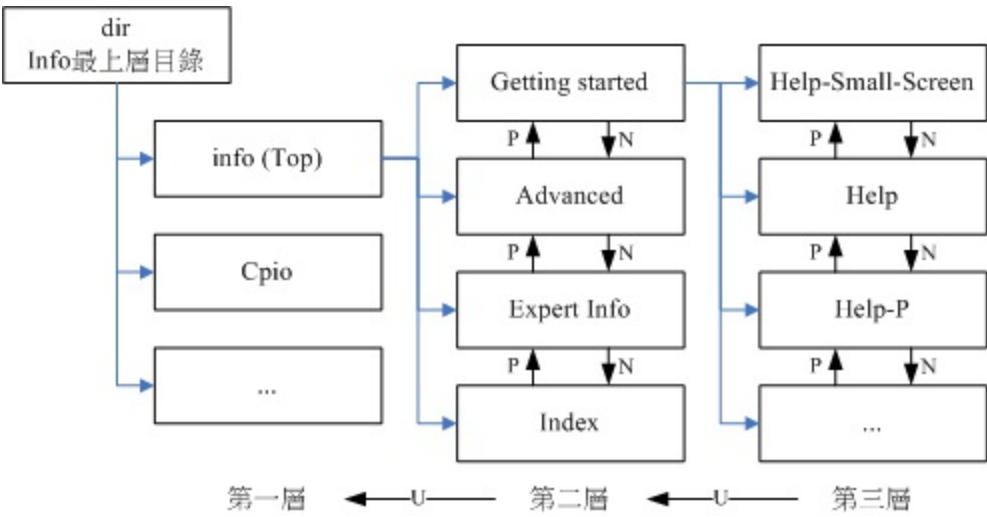 dir
Info最上層目錄
info (Top)
Cpio
...
Getting started
P N
Advanced
P N
Expert Info
P N
Index
Help-Small-Screen
P N
Help
P N
Help-P
P N
...
第一層 U 第二層 U 第三層